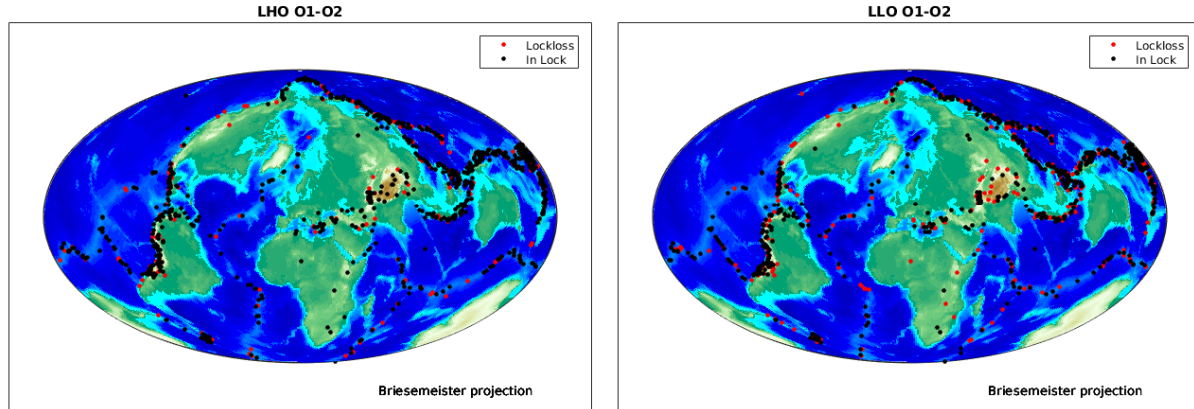 LHO O1-O2
Lockloss
In Lock
Briesemeister projection
LLO O1-O2
Lockloss
In Lock
Briesemeister projection